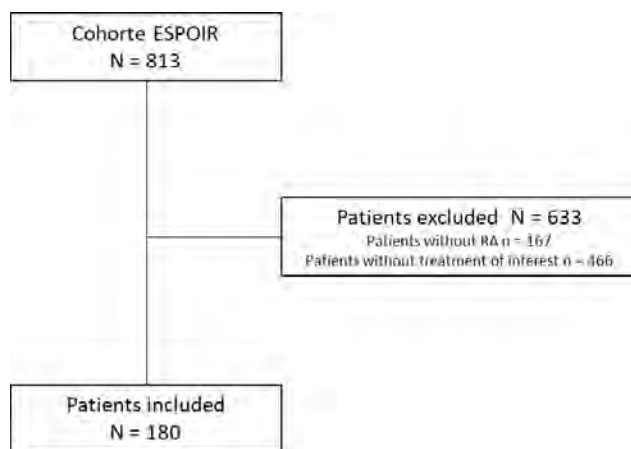 Cohorte ESPOIR
N = 813
Patients excluded N = 633
Patients without RA n = 167
Patients without treatment of interest n = 466
Patients included
N = 180